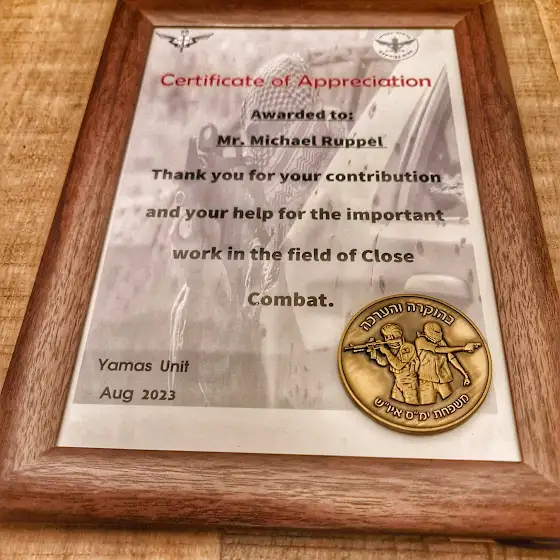 Certificate of Appreciation
Awarded to:
Mr. Michael Ruppel
Thank you for your contribution
and your help for the important
work in the field of Close
Combat.
Yamas Unit
Aug 2023
בהוקרה והערכה
משפחת ימ"ס איו"ש